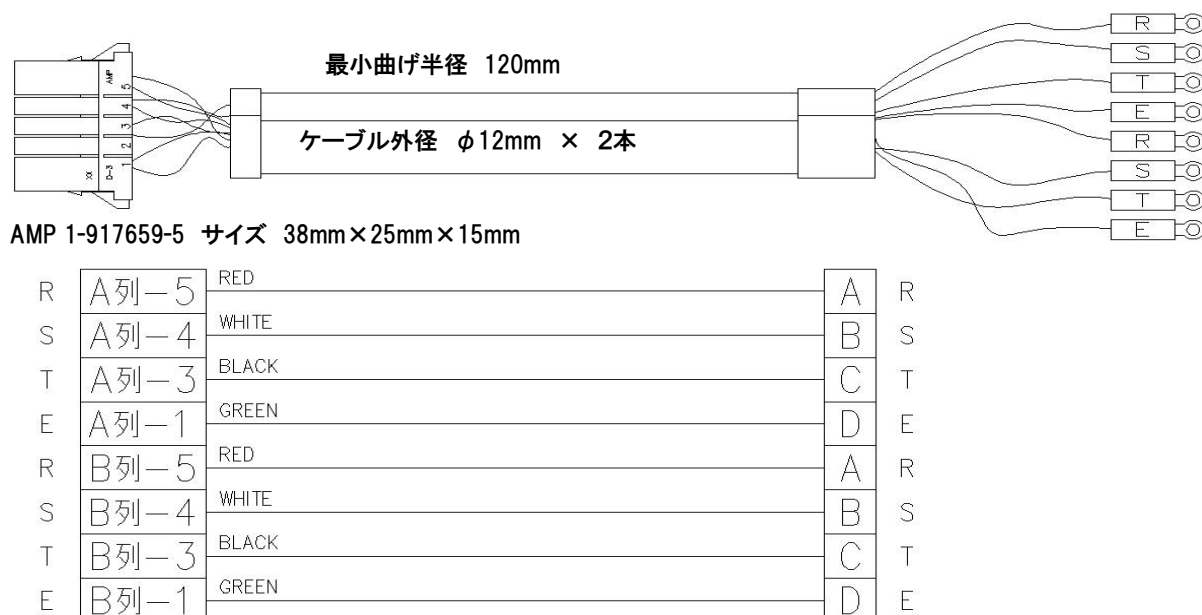 R
S
T
E
R
S
T
E
最小曲げ半径 120mm
ケーブル外径 φ12mm × 2本
AMP
5
4
3
2
1
D-3
XX
AMP 1-917659-5 サイズ 38mm×25mm×15mm
R A列－5 RED A R
S A列－4 WHITE B S
T A列－3 BLACK C T
E A列－1 GREEN D E
R B列－5 RED A R
S B列－4 WHITE B S
T B列－3 BLACK C T
E B列－1 GREEN D E